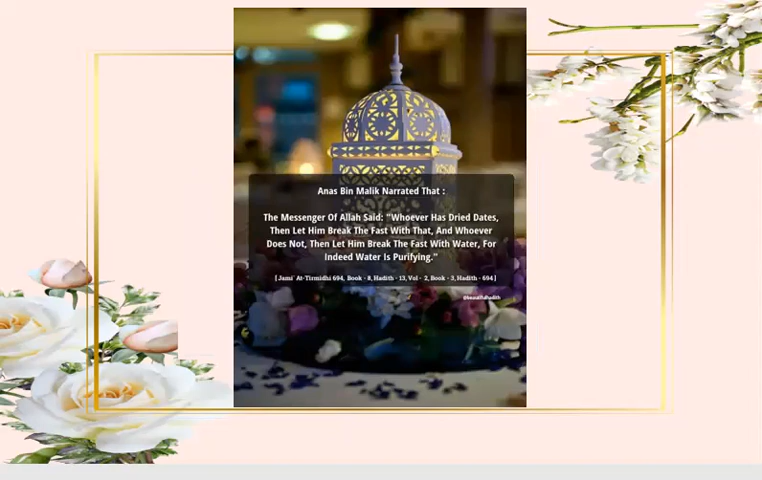 Anas Bin Malik Narrated That :
The Messenger Of Allah Said: "Whoever Has Dried Dates,
Then Let Him Break The Fast With That, And Whoever
Does Not, Then Let Him Break The Fast With Water, For
Indeed Water Is Purifying."
[ Jami` At-Tirmidhi 694, Book - 8, Hadith - 13, Vol - 2, Book - 3, Hadith - 694 ]
@beautifulhadith